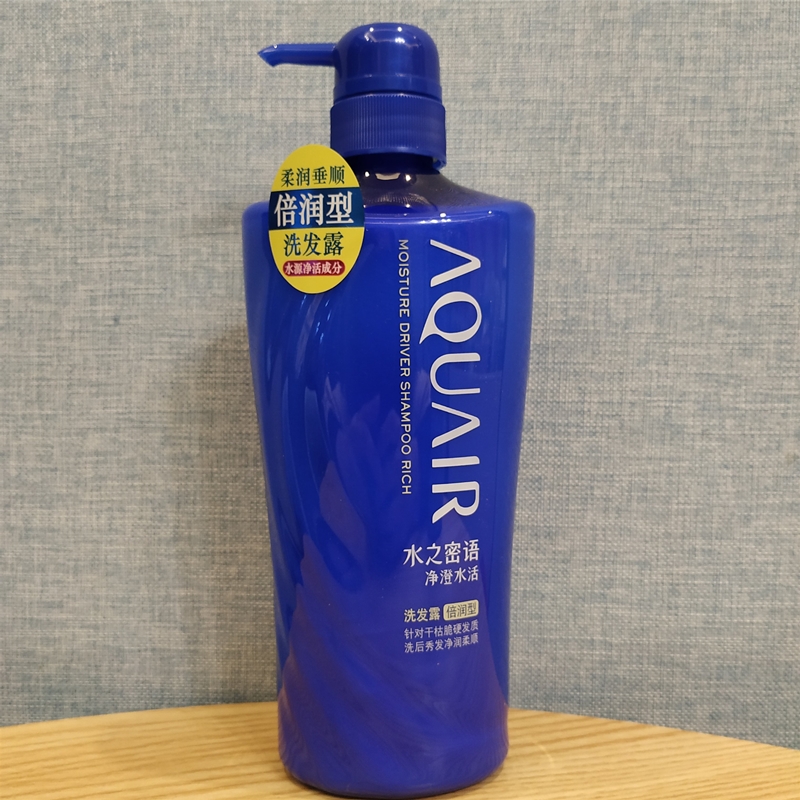 柔润垂顺
倍润型
洗发露
水源净活成分
AQUAIR
MOISTURE DRIVER SHAMPOO RICH
水之密语
净澄水活
洗发露 倍润型
针对干枯脆硬发质
洗后秀发净润柔顺